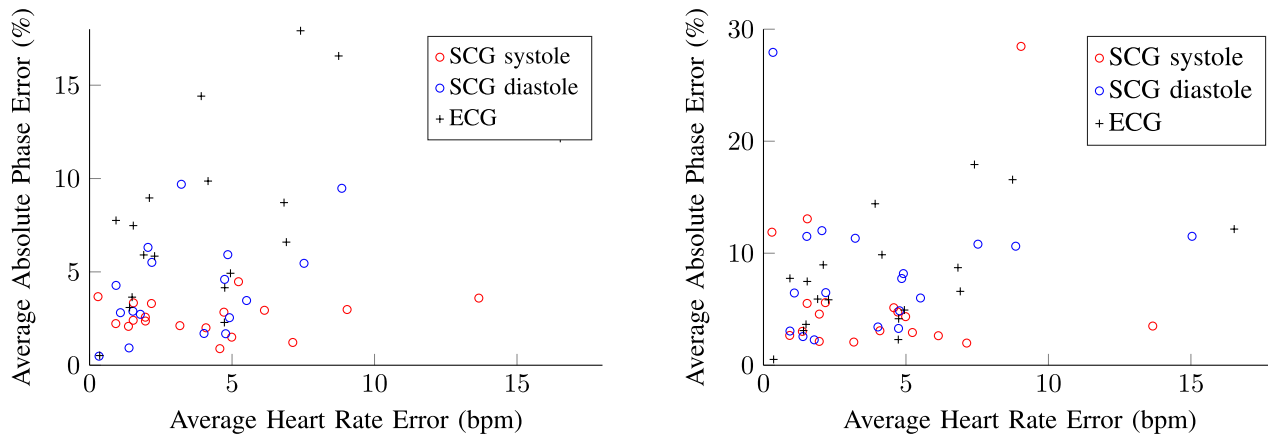 Average Absolute Phase Error (%)
15
10
5
0
0
5
10
15
Average Heart Rate Error (bpm)
SCG systole
SCG diastole
ECG
Average Absolute Phase Error (%)
30
20
10
0
0
5
10
15
Average Heart Rate Error (bpm)
SCG systole
SCG diastole
ECG